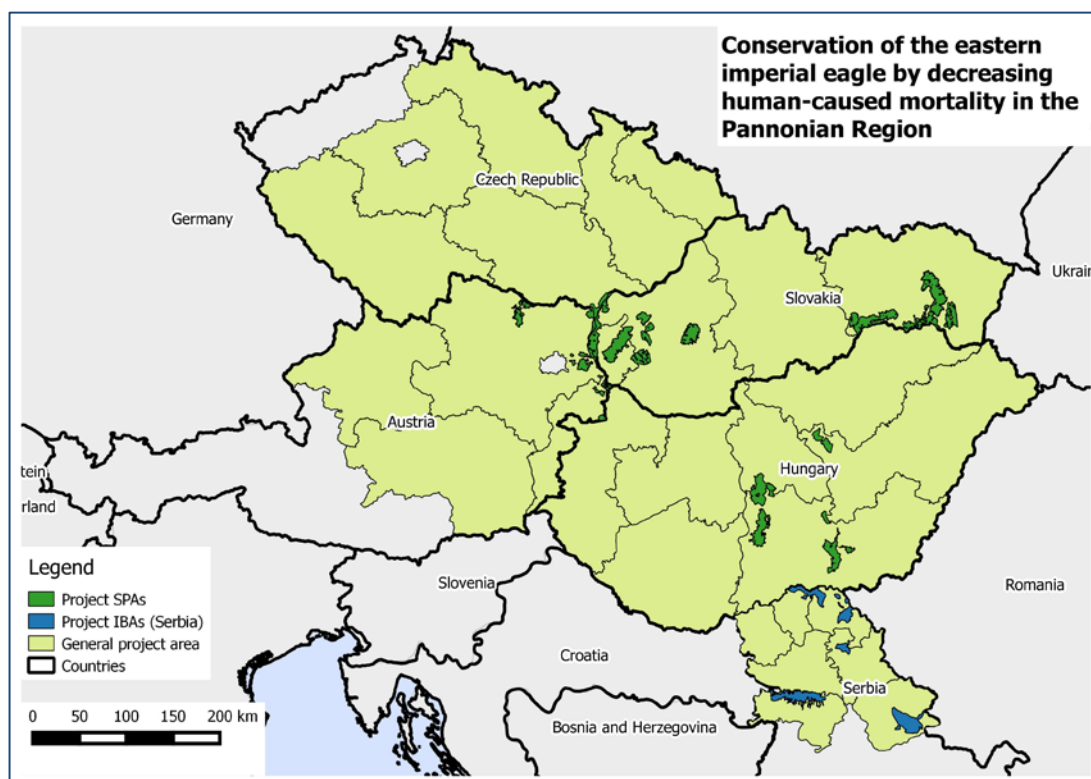 Conservation of the eastern
imperial eagle by decreasing
human-caused mortality in the
Pannonian Region
Czech Republic
Germany
Ukrain
Slovakia
Austria
Hungary
tein
erland
Legend
Project SPAs
Project IBAs (Serbia)
General project area
Countries
0 50 100 150 200 km
Slovenia
Romania
Croatia
Serbia
Bosnia and Herzegovina